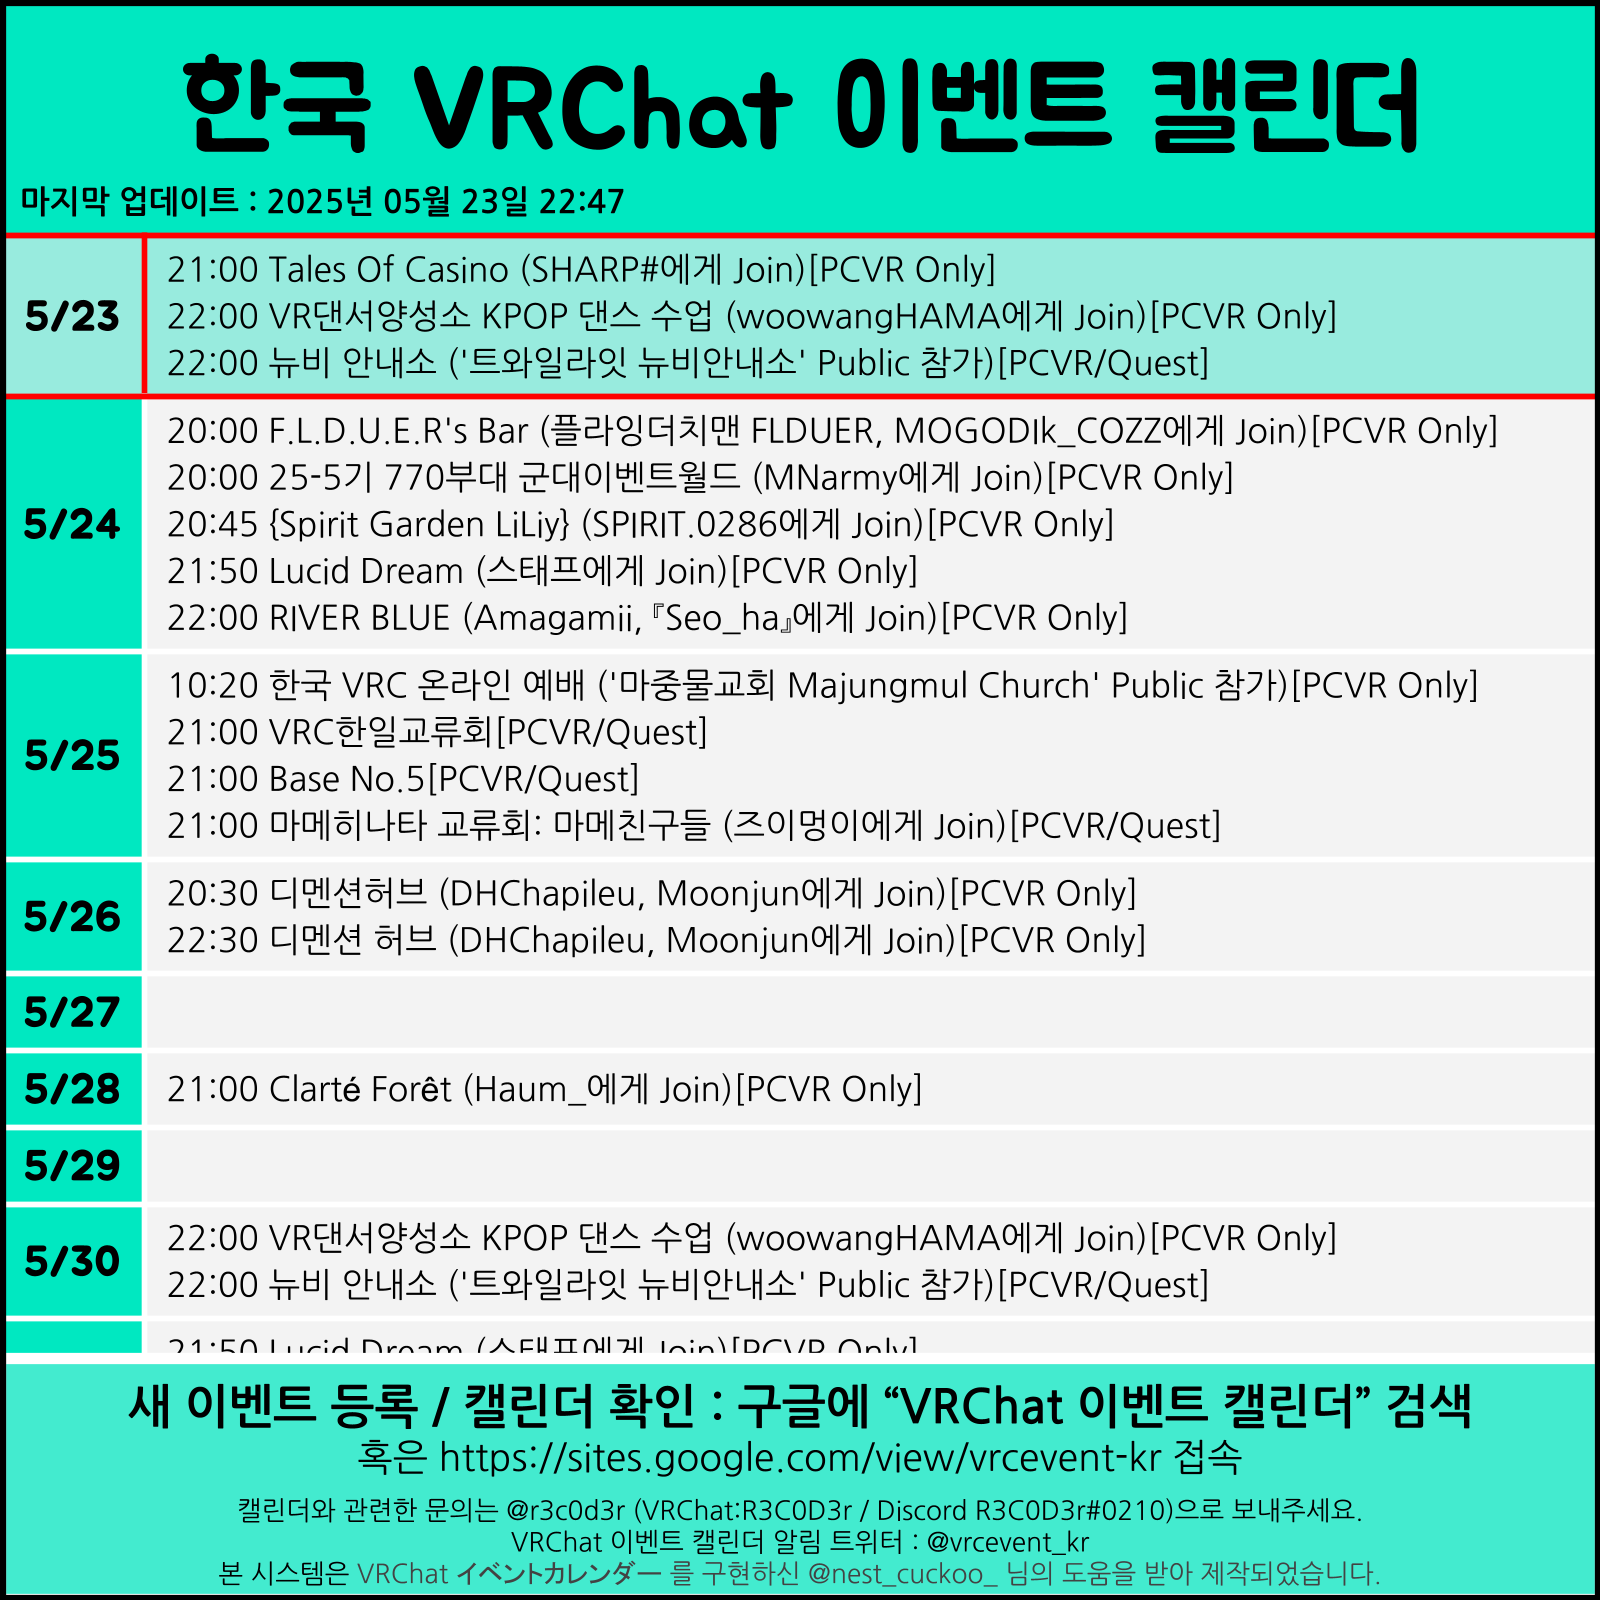 한국 VRChat 이벤트 캘린더
마지막 업데이트 : 2025년 05월 23일 22:47
5/23
21:00 Tales Of Casino (SHARP#에게 Join)[PCVR Only]
22:00 VR댄서양성소 KPOP 댄스 수업 (woowangHAMA에게 Join)[PCVR Only]
22:00 뉴비 안내소 ('트와일라잇 뉴비안내소' Public 참가)[PCVR/Quest]
5/24
20:00 F.L.D.U.E.R's Bar (플라잉더치맨 FLDUER, MOGODIk_COZZ에게 Join)[PCVR Only]
20:00 25-5기 770부대 군대이벤트월드 (MNarmy에게 Join)[PCVR Only]
20:45 {Spirit Garden LiLiy} (SPIRIT.0286에게 Join)[PCVR Only]
21:50 Lucid Dream (스태프에게 Join)[PCVR Only]
22:00 RIVER BLUE (Amagamii, 『Seo_ha』에게 Join)[PCVR Only]
5/25
10:20 한국 VRC 온라인 예배 ('마중물교회 Majungmul Church' Public 참가)[PCVR Only]
21:00 VRC한일교류회[PCVR/Quest]
21:00 Base No.5[PCVR/Quest]
21:00 마메히나타 교류회: 마메친구들 (즈이멍이에게 Join)[PCVR/Quest]
5/26
20:30 디멘션허브 (DHChapileu, Moonjun에게 Join)[PCVR Only]
22:30 디멘션 허브 (DHChapileu, Moonjun에게 Join)[PCVR Only]
5/27
5/28
21:00 Clarté Forêt (Haum_에게 Join)[PCVR Only]
5/29
5/30
22:00 VR댄서양성소 KPOP 댄스 수업 (woowangHAMA에게 Join)[PCVR Only]
22:00 뉴비 안내소 ('트와일라잇 뉴비안내소' Public 참가)[PCVR/Quest]
21:50 Lucid Dream (스태프에게 Join)[PCVR Only]
새 이벤트 등록 / 캘린더 확인 : 구글에 “VRChat 이벤트 캘린더” 검색
혹은 https://sites.google.com/view/vrcevent-kr 접속
캘린더와 관련한 문의는 @r3c0d3r (VRChat:R3C0D3r / Discord R3C0D3r#0210)으로 보내주세요.
VRChat 이벤트 캘린더 알림 트위터 : @vrcevent_kr
본 시스템은 VRChat イベントカレンダー 를 구현하신 @nest_cuckoo_ 님의 도움을 받아 제작되었습니다.